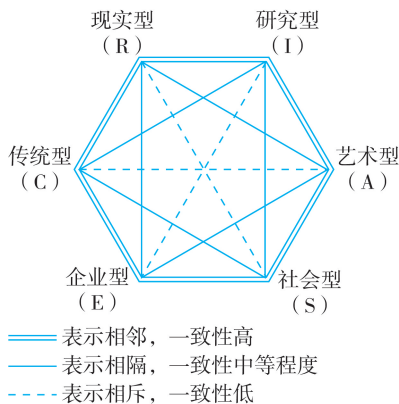 现实型
（R）
研究型
（I）
传统型
（C）
艺术型
（A）
企业型
（E）
社会型
（S）
表示相邻，一致性高
表示相隔，一致性中等程度
表示相斥，一致性低